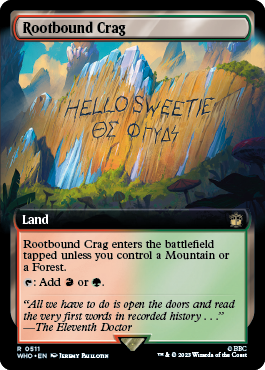 Rootbound Crag
HELLO SWEETIE
ΘΣ Φ ΓΥΔϟ
Land
Rootbound Crag enters the battlefield
tapped unless you control a Mountain or
a Forest.
: Add or .
“All we have to do is open the doors and read
the very first words in recorded history . . .”
—The Eleventh Doctor
R 0511
WHO • EN Jeremy Paillotin
© BBC
™ & © 2023 Wizards of the Coast